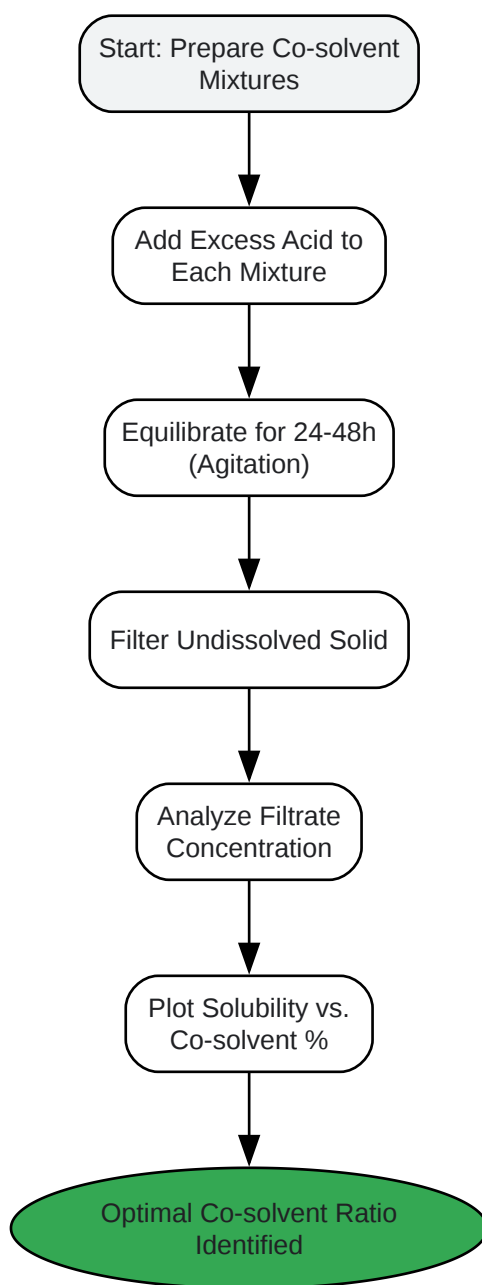 Start: Prepare Co-solvent
Mixtures
Add Excess Acid to
Each Mixture
Equilibrate for 24-48h
(Agitation)
Filter Undissolved Solid
Analyze Filtrate
Concentration
Plot Solubility vs.
Co-solvent %
Optimal Co-solvent Ratio
Identified